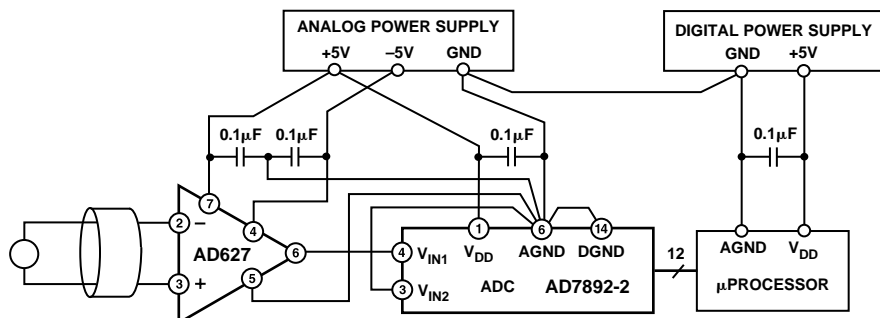 ANALOG POWER SUPPLY
+5V –5V GND
DIGITAL POWER SUPPLY
GND +5V
0.1µF 0.1µF 0.1µF 0.1µF
7
2 –
4
AD627
6
5
3 +
1 6 14
4 VIN1 VDD AGND DGND
3 VIN2 ADC AD7892-2
12
AGND VDD
µPROCESSOR